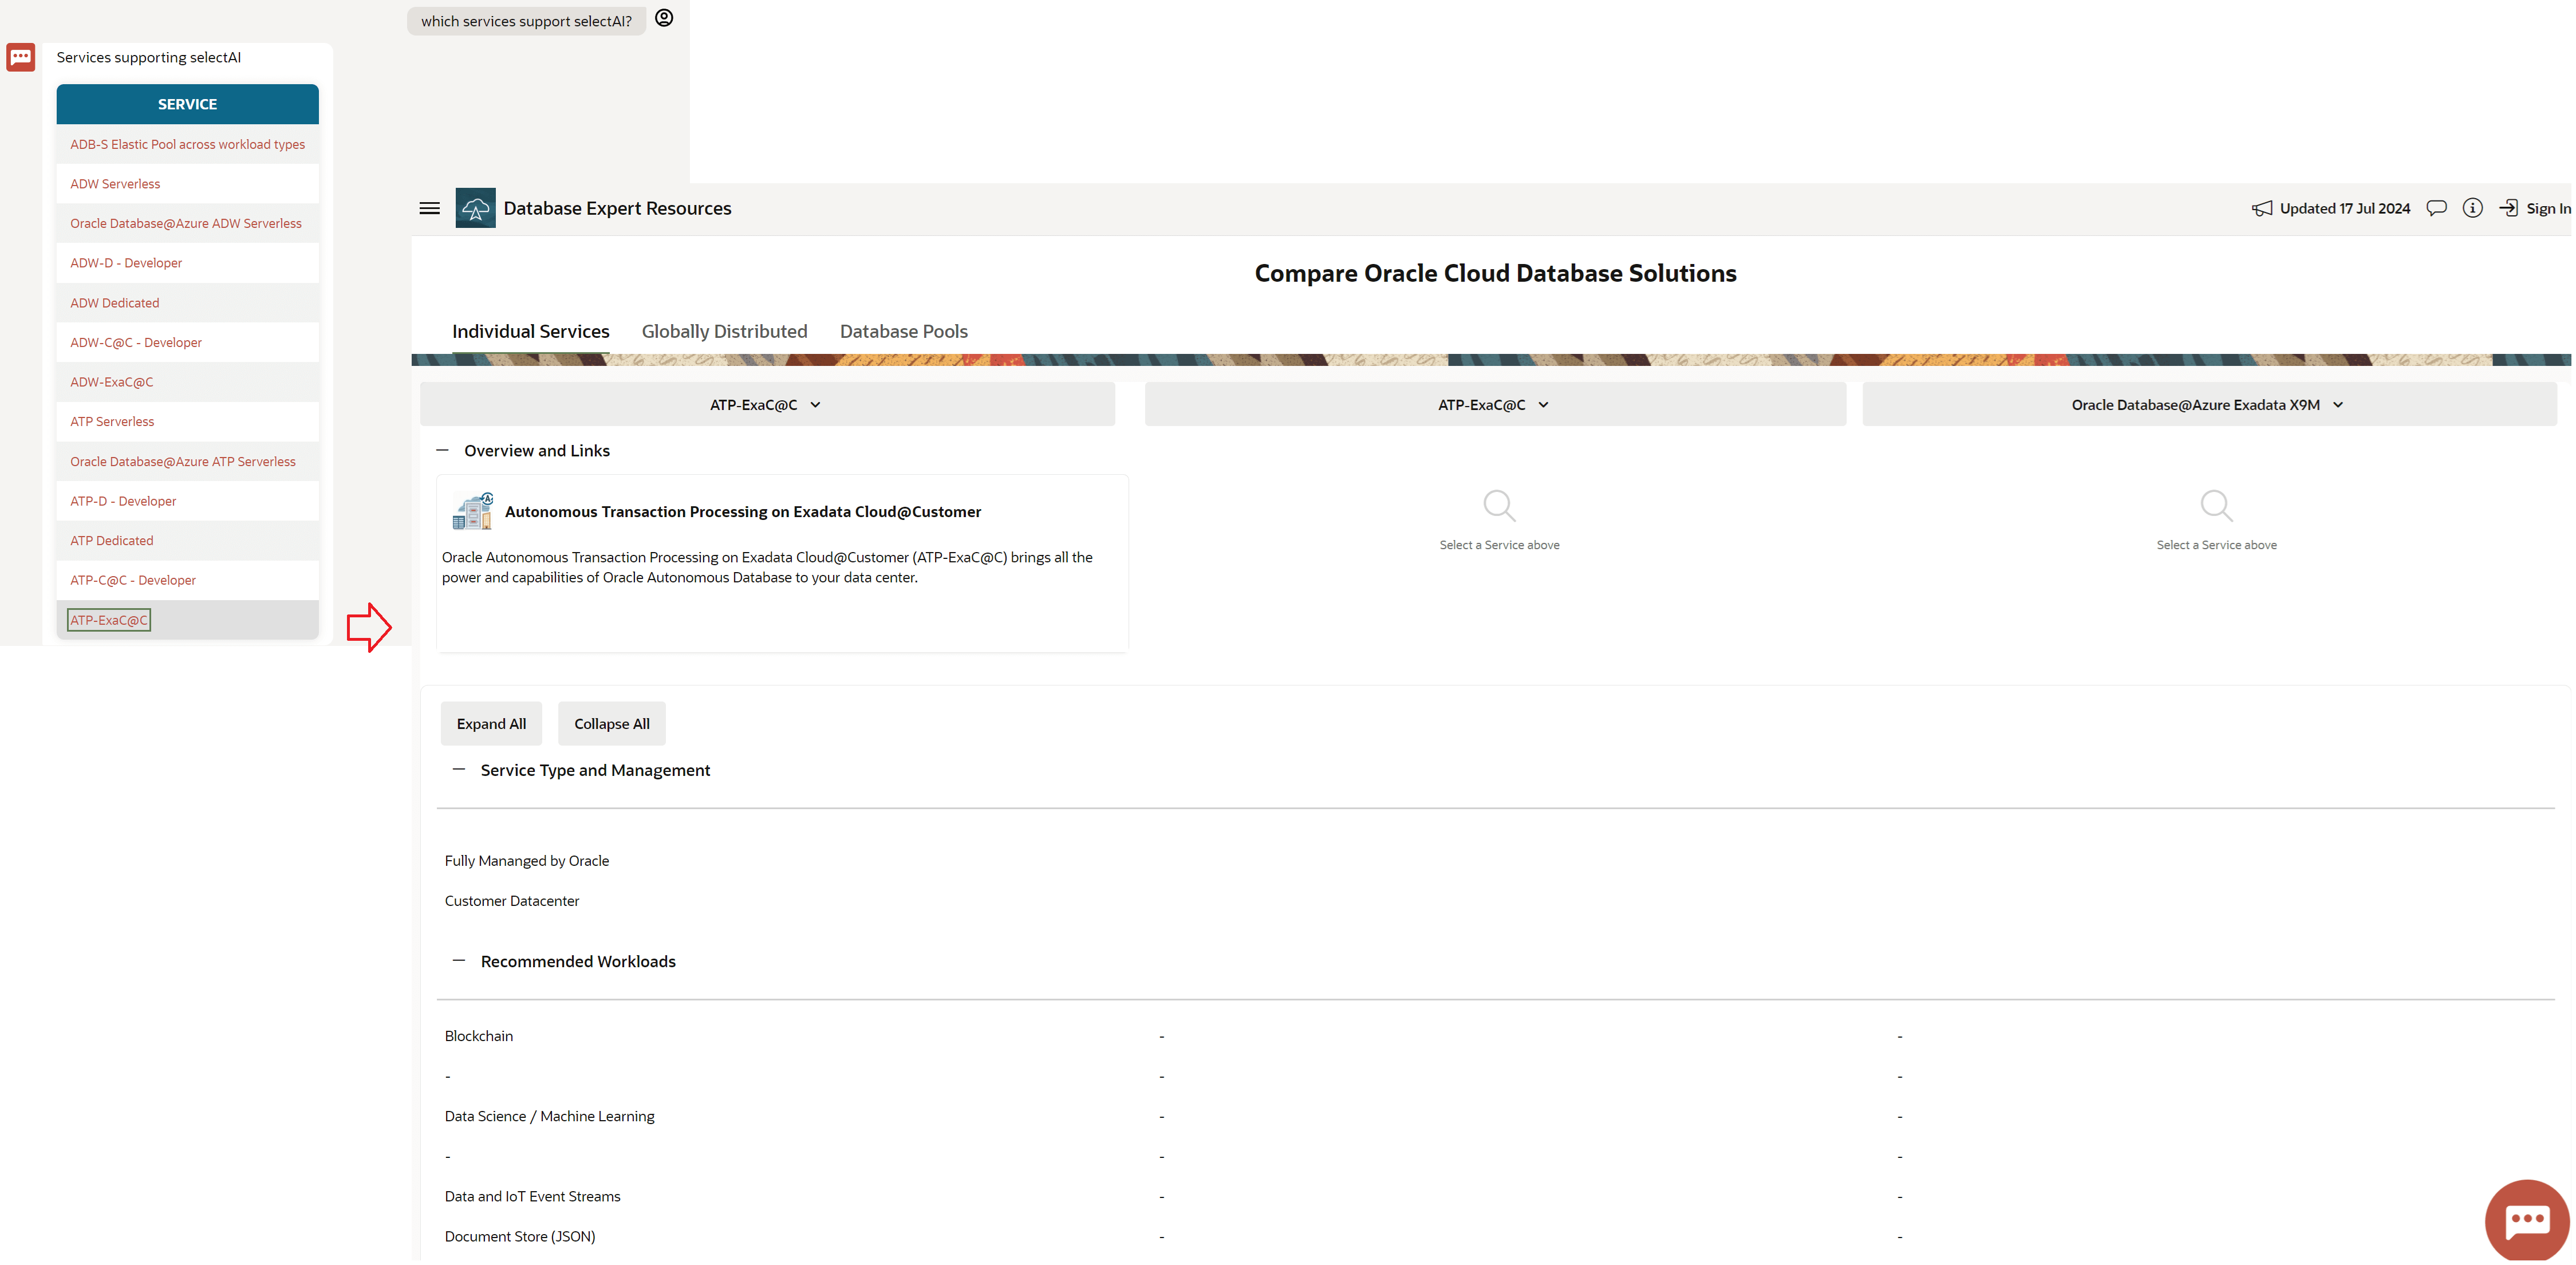 which services support selectAI?
Services supporting selectAI
SERVICE
ADB-S Elastic Pool across workload types
ADW Serverless
Oracle Database@Azure ADW Serverless
ADW-D - Developer
ADW Dedicated
ADW-C@C - Developer
ADW-ExaC@C
ATP Serverless
Oracle Database@Azure ATP Serverless
ATP-D - Developer
ATP Dedicated
ATP-C@C - Developer
ATP-ExaC@C
Database Expert Resources
Updated 17 Jul 2024
Sign In
Compare Oracle Cloud Database Solutions
Individual Services Globally Distributed Database Pools
ATP-ExaC@C ATP-ExaC@C Oracle Database@Azure Exadata X9M
Overview and Links
Autonomous Transaction Processing on Exadata Cloud@Customer
Oracle Autonomous Transaction Processing on Exadata Cloud@Customer (ATP-ExaC@C) brings all the
power and capabilities of Oracle Autonomous Database to your data center.
Select a Service above Select a Service above
Expand All Collapse All
Service Type and Management
Fully Mananged by Oracle
Customer Datacenter
Recommended Workloads
Blockchain - -
- - -
Data Science / Machine Learning - -
- - -
Data and IoT Event Streams - -
Document Store (JSON) - -